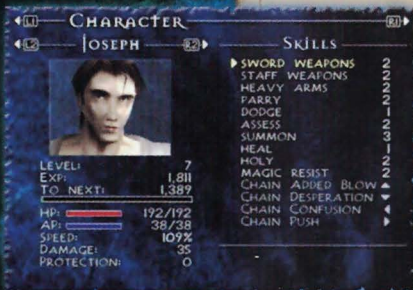 L1 CHARACTER R1
L2 JOSEPH R2
LEVEL: 7
EXP: 1,811
TO NEXT: 1,389
HP: 192/192
AP: 38/38
SPEED: 109%
DAMAGE: 35
PROTECTION: 0
SKILLS
SWORD WEAPONS 2
STAFF WEAPONS 2
HEAVY ARMS 2
PARRY 2
DODGE 1
ASSESS 2
SUMMON 3
HEAL 1
HOLY 2
MAGIC RESIST 2
CHAIN ADDED BLOW
CHAIN DESPERATION
CHAIN CONFUSION
CHAIN PUSH